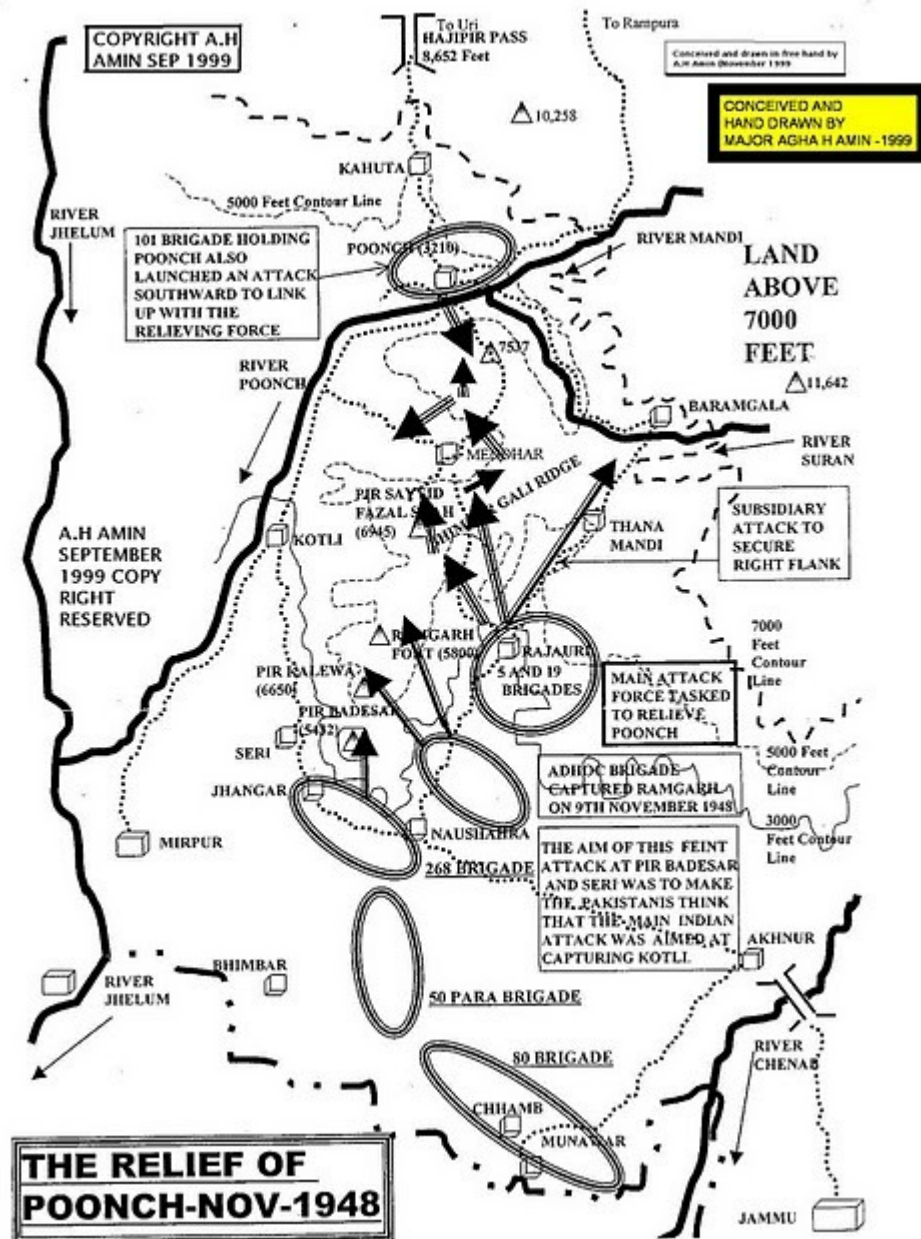 COPYRIGHT A.H
AMIN SEP 1999
To Uri
HAJIPIR PASS
8,652 Feet
To Rampura
Conceived and drawn in free hand by
A.H Amin (November 1999
CONCEIVED AND
HAND DRAWN BY
MAJOR AGHA H AMIN -1999
10,258
KAHUTA
5000 Feet Contour Line
RIVER
JHELUM
101 BRIGADE HOLDING
POONCH ALSO
LAUNCHED AN ATTACK
SOUTHWARD TO LINK
UP WITH THE
RELIEVING FORCE
POONCH (3210)
RIVER MANDI
LAND
ABOVE
7000
FEET
7537
11,642
RIVER
POONCH
BARAMGALA
RIVER
SURAN
MENDHAR
PIR SAYYID
FAZAL SHAH
(6945)
GALI RIDGE
THANA
MANDI
SUBSIDIARY
ATTACK TO
SECURE
RIGHT FLANK
A.H AMIN
SEPTEMBER
1999 COPY
RIGHT
RESERVED
KOTLI
RAMGARH
FORT (5800)
RAJAURI
5 AND 19
BRIGADES
7000
Feet
Contour
Line
PIR KALEWA
(6650)
MAIN ATTACK
FORCE TASKED
TO RELIEVE
POONCH
PIR BADESAR
(5432)
SERI
5000 Feet
Contour
Line
JHANGAR
ADHOC BRIGADE
CAPTURED RAMGARH
ON 9TH NOVEMBER 1948
3000
Feet Contour
Line
NAUSHAHRA
MIRPUR
268 BRIGADE
THE AIM OF THIS FEINT
ATTACK AT PIR BADESAR
AND SERI WAS TO MAKE
THE PAKISTANIS THINK
THAT THE MAIN INDIAN
ATTACK WAS AIMED AT
CAPTURING KOTLI.
AKHNUR
BHIMBAR
RIVER
JHELUM
50 PARA BRIGADE
80 BRIGADE
RIVER
CHENAB
CHHAMB
MUNAWAR
THE RELIEF OF
POONCH-NOV-1948
JAMMU